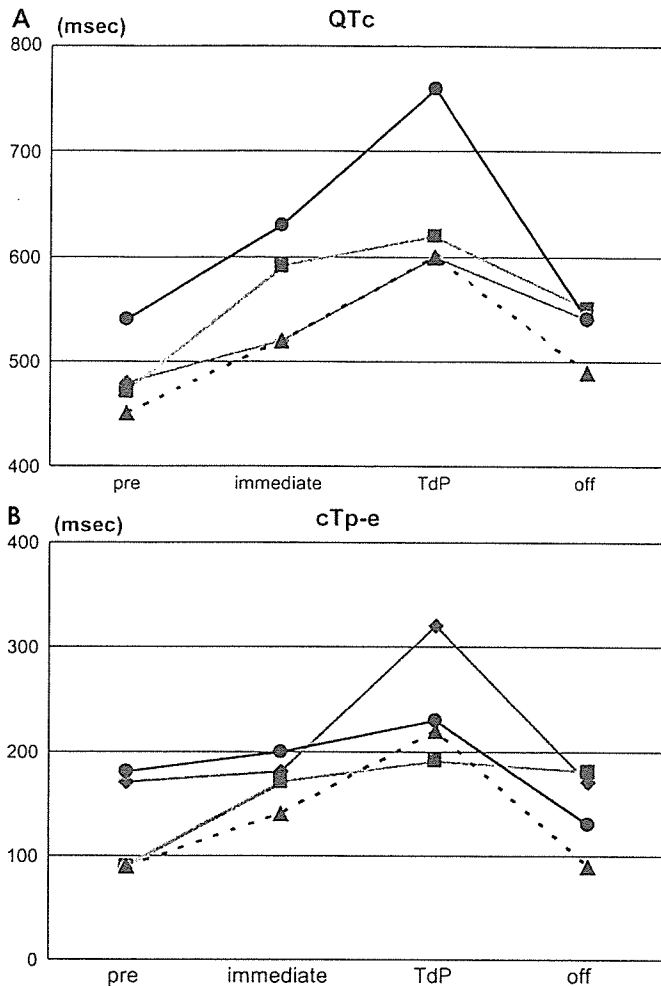 A (msec) QTc
800
700
600
500
400
pre immediate TdP off
B (msec) cTp-e
400
300
200
100
0
pre immediate TdP off